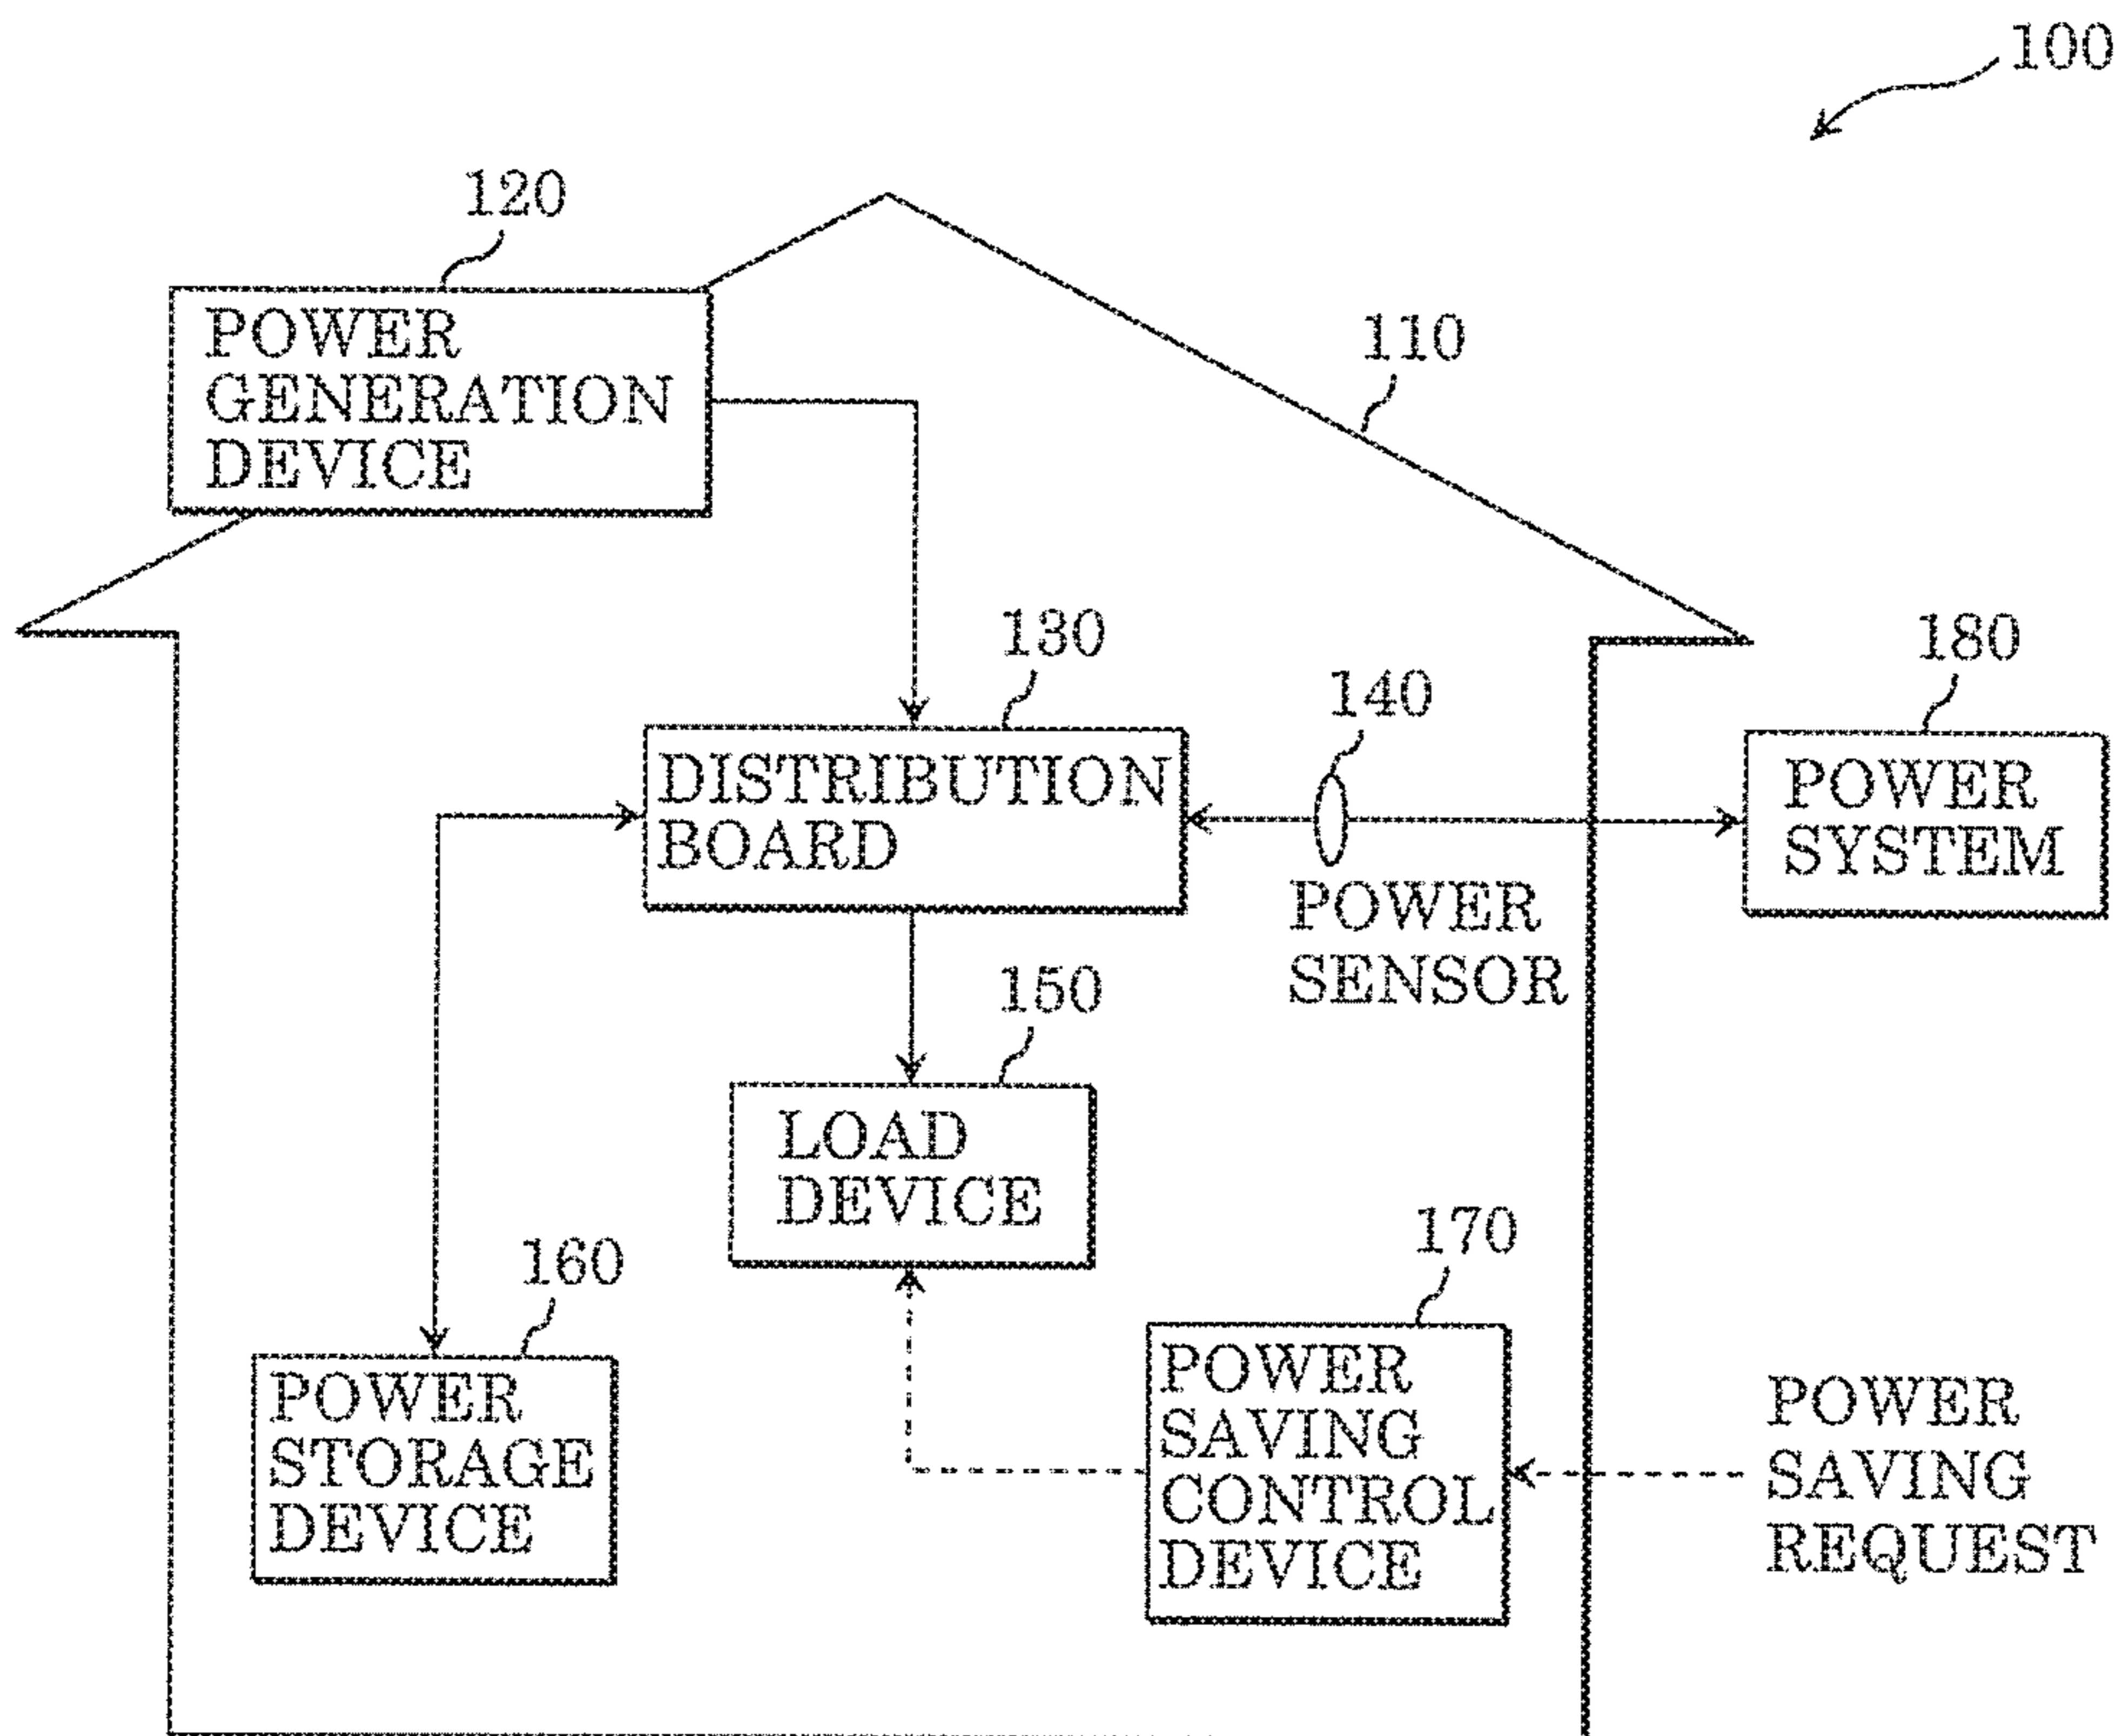 100
120
POWER
GENERATION
DEVICE
110
130
DISTRIBUTION
BOARD
140
POWER
SENSOR
180
POWER
SYSTEM
150
LOAD
DEVICE
160
POWER
STORAGE
DEVICE
170
POWER
SAVING
CONTROL
DEVICE
POWER
SAVING
REQUEST